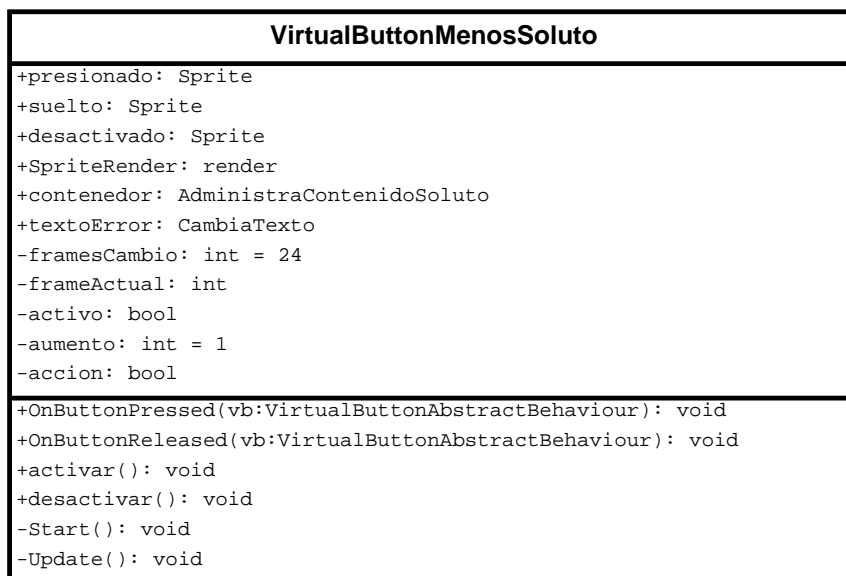 VirtualButtonMenosSoluto
+presionado: Sprite
+suelto: Sprite
+desactivado: Sprite
+SpriteRender: render
+contenedor: AdministraContenidoSoluto
+textoError: CambiaTexto
-framesCambio: int = 24
-frameActual: int
-activo: bool
-aumento: int = 1
-accion: bool
+OnButtonPressed(vb:VirtualButtonAbstractBehaviour): void
+OnButtonReleased(vb:VirtualButtonAbstractBehaviour): void
+activar(): void
+desactivar(): void
-Start(): void
-Update(): void